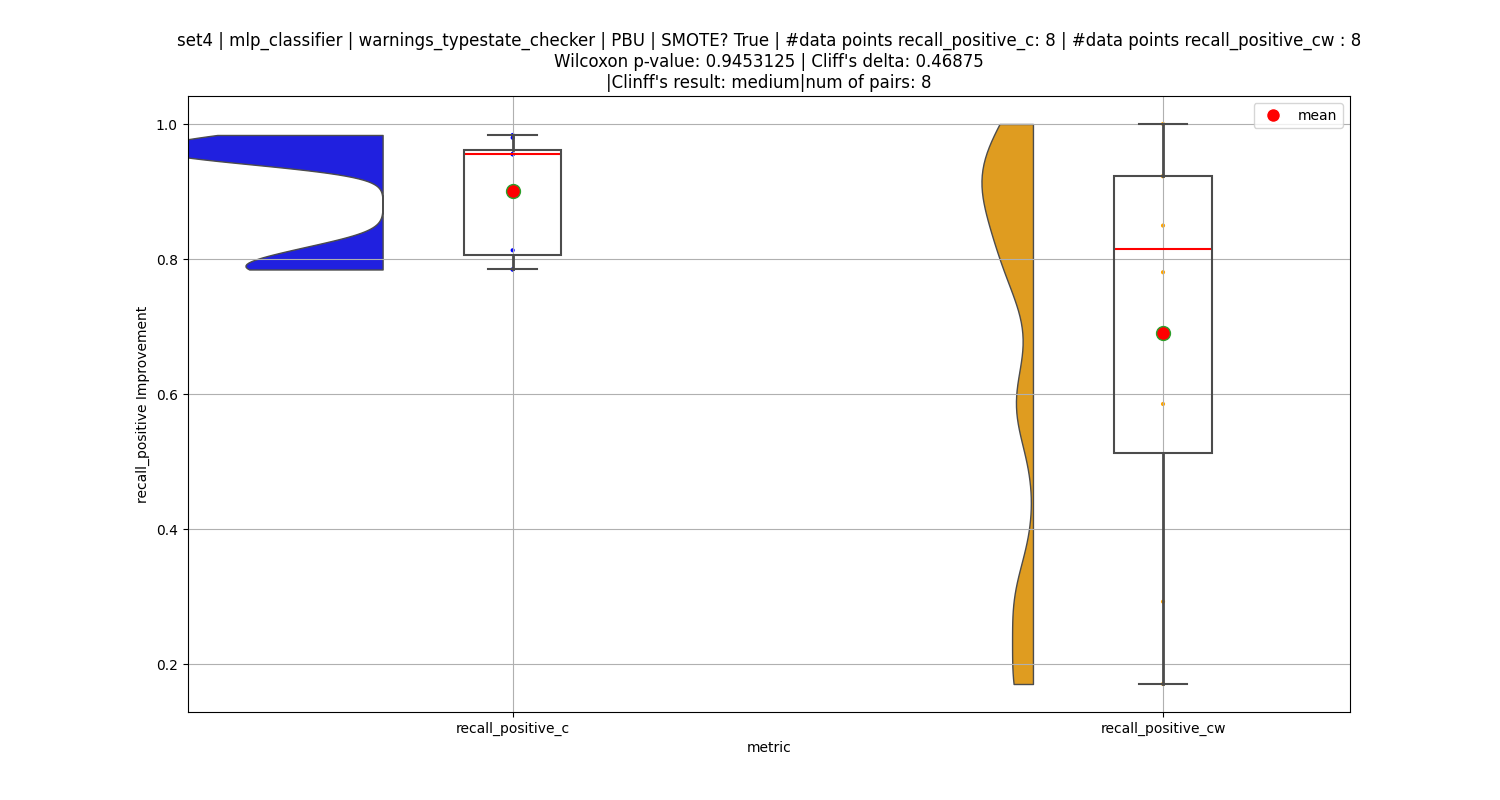 set4 | mlp_classifier | warnings_typestate_checker | PBU | SMOTE? True | #data points recall_positive_c: 8 | #data points recall_positive_cw : 8
Wilcoxon p-value: 0.9453125 | Cliff's delta: 0.46875
|Clinff's result: medium|num of pairs: 8
mean
1.0
0.8
0.6
0.4
0.2
recall_positive Improvement
recall_positive_c
recall_positive_cw
metric